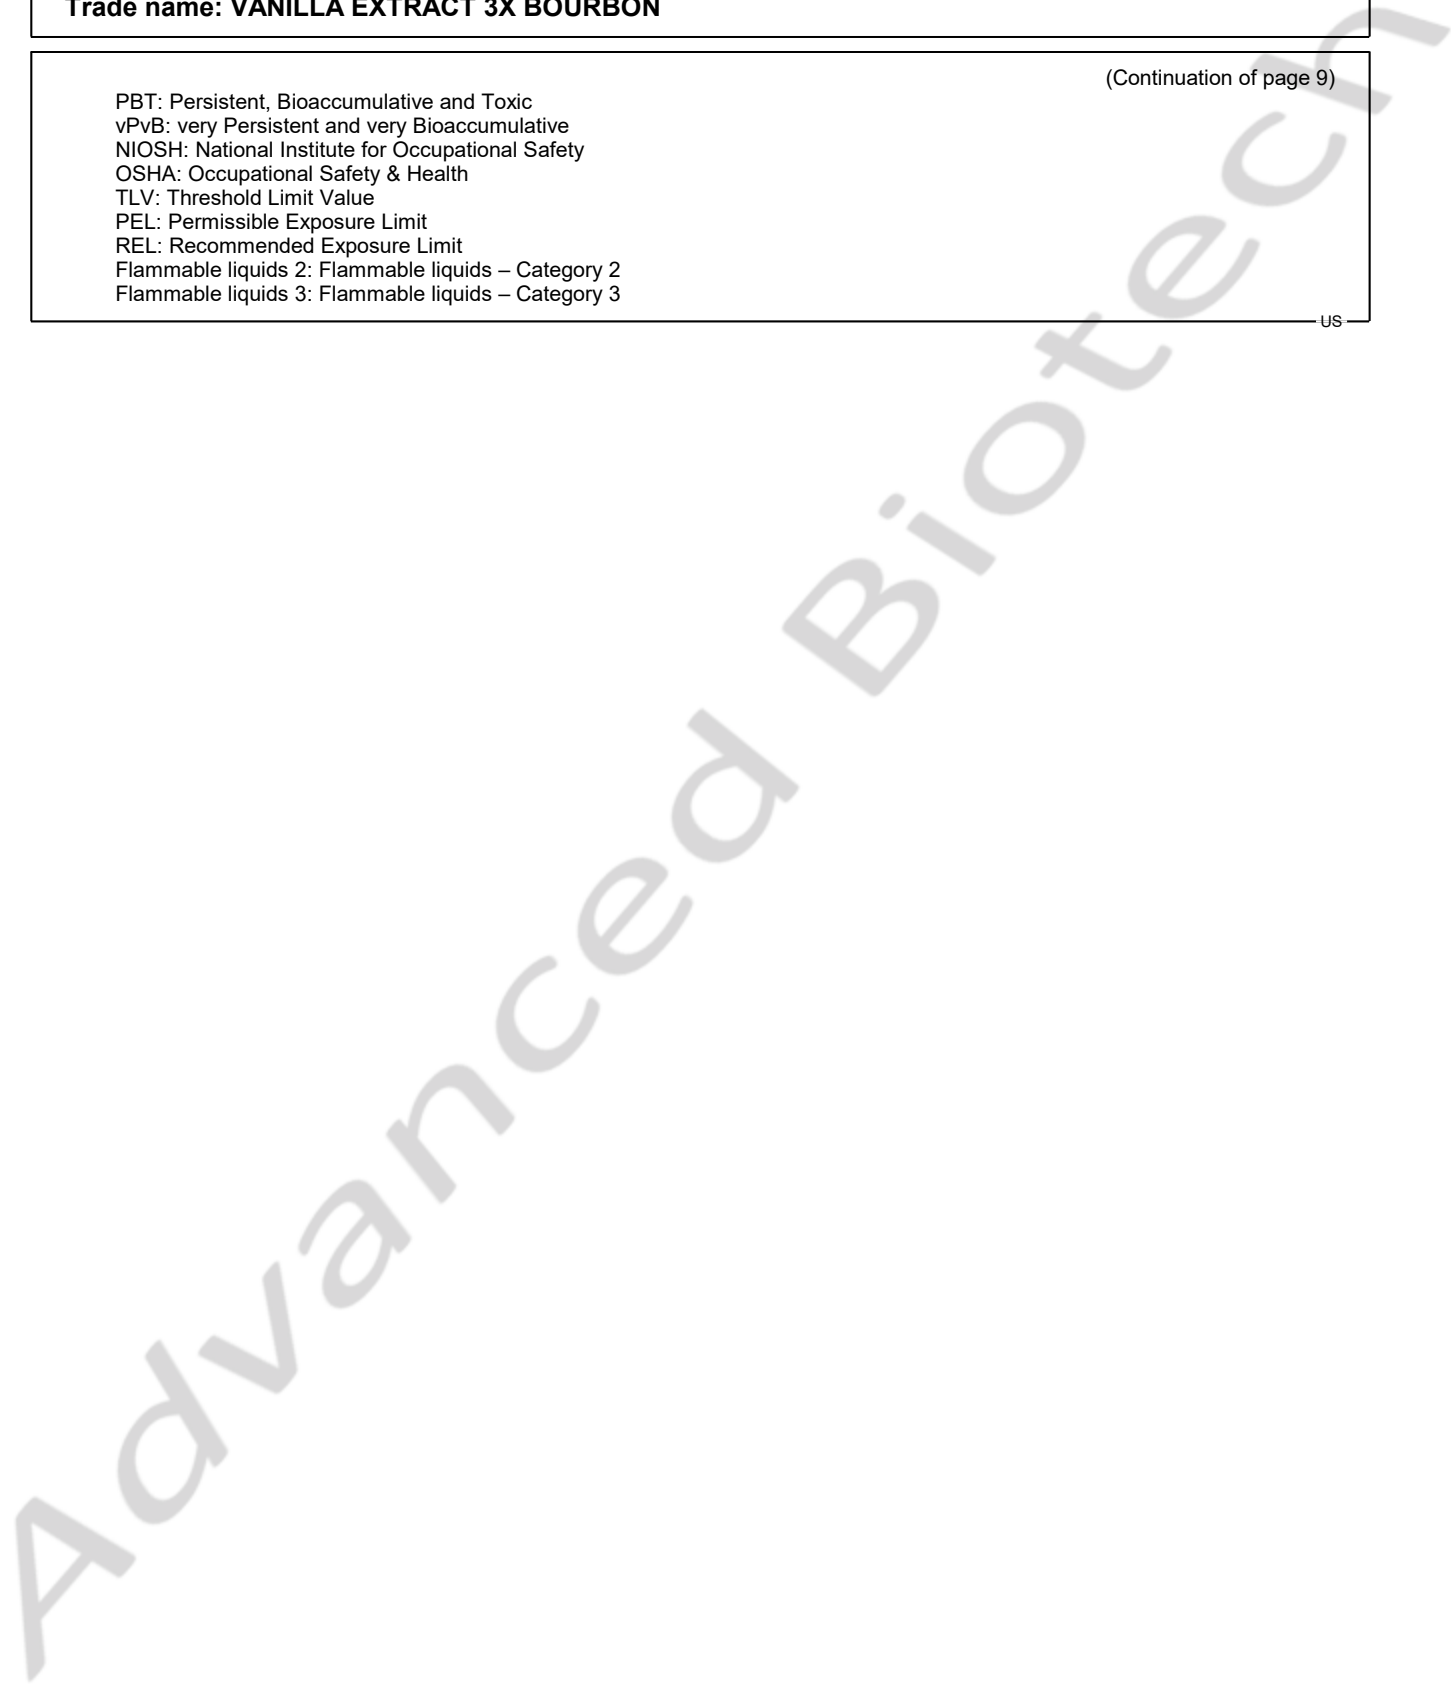 Trade name: VANILLA EXTRACT 3X BOURBON
(Continuation of page 9)
PBT: Persistent, Bioaccumulative and Toxic
vPvB: very Persistent and very Bioaccumulative
NIOSH: National Institute for Occupational Safety
OSHA: Occupational Safety & Health
TLV: Threshold Limit Value
PEL: Permissible Exposure Limit
REL: Recommended Exposure Limit
Flammable liquids 2: Flammable liquids – Category 2
Flammable liquids 3: Flammable liquids – Category 3
US
Advanced Biotech